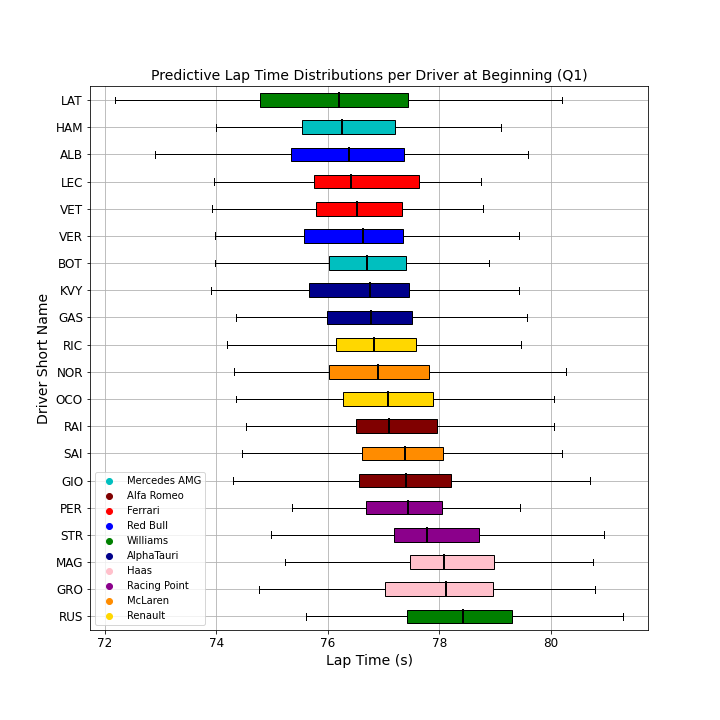 Predictive Lap Time Distributions per Driver at Beginning (Q1)
Driver Short Name
LAT
HAM
ALB
LEC
VET
VER
BOT
KVY
GAS
RIC
NOR
OCO
RAI
SAI
GIO
PER
STR
MAG
GRO
RUS
Mercedes AMG
Alfa Romeo
Ferrari
Red Bull
Williams
AlphaTauri
Haas
Racing Point
McLaren
Renault
72 74 76 78 80
Lap Time (s)